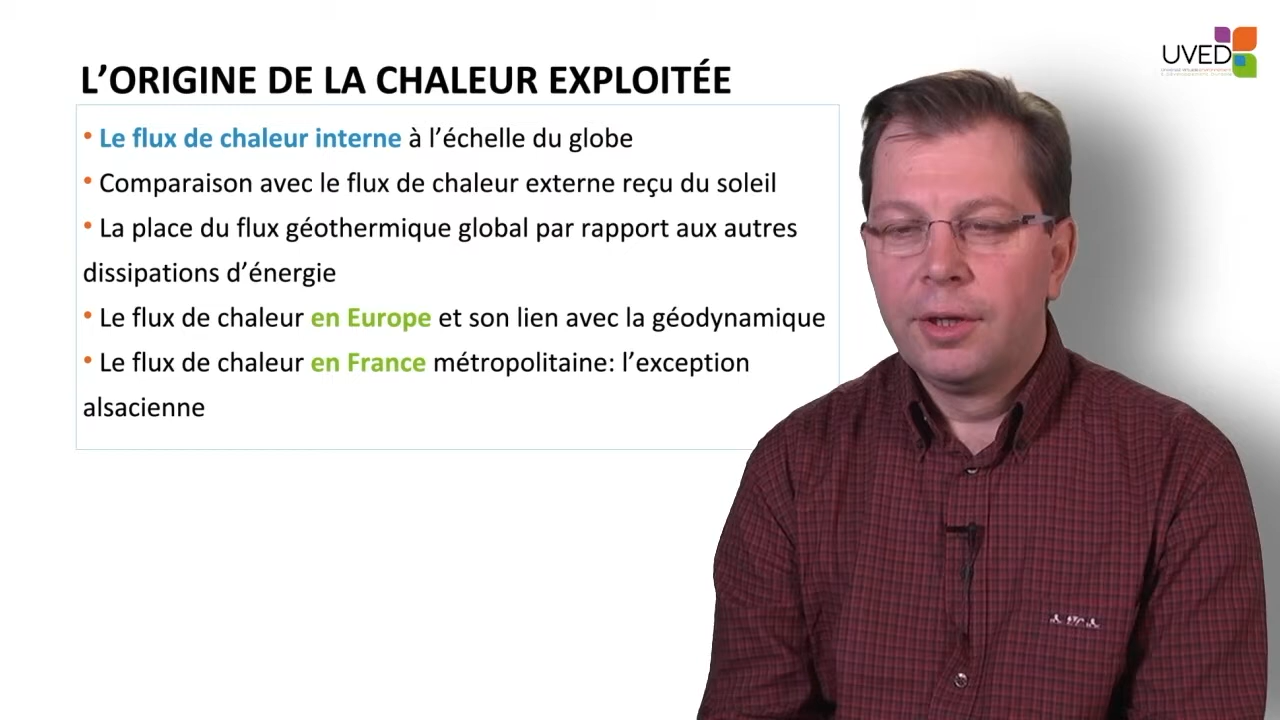 UVED
L’ORIGINE DE LA CHALEUR EXPLOITÉE
• Le flux de chaleur interne à l’échelle du globe
• Comparaison avec le flux de chaleur externe reçu du soleil
• La place du flux géothermique global par rapport aux autres
dissipations d’énergie
• Le flux de chaleur en Europe et son lien avec la géodynamique
• Le flux de chaleur en France métropolitaine: l’exception
alsacienne